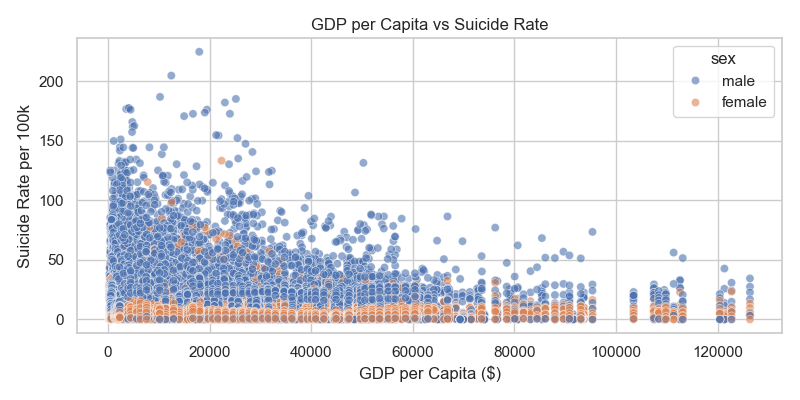 GDP per Capita vs Suicide Rate
sex
male
female
Suicide Rate per 100k
200
150
100
50
0
0 20000 40000 60000 80000 100000 120000
GDP per Capita ($)